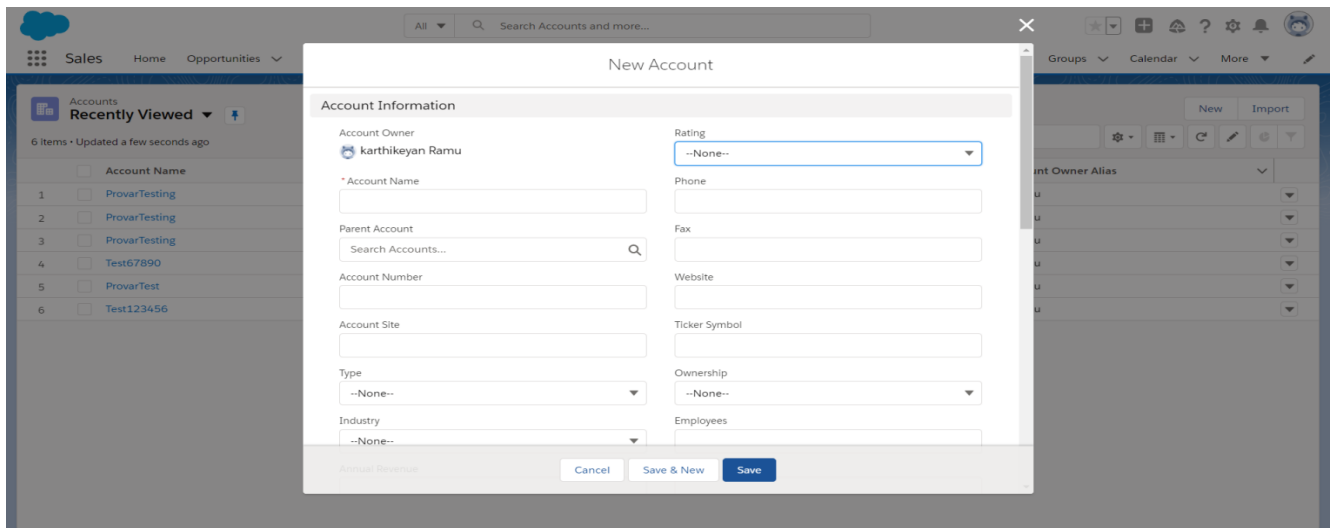 All
Search Accounts and more...
Sales
Home
Opportunities
Groups
Calendar
More
Accounts
Recently Viewed
New
Import
6 items • Updated a few seconds ago
Account Name
unt Owner Alias
1 ProvarTesting u
2 ProvarTesting u
3 ProvarTesting u
4 Test67890 u
5 ProvarTest u
6 Test123456 u
New Account
Account Information
Account Owner
karthikeyan Ramu
Rating
--None--
*Account Name
Phone
Parent Account
Search Accounts...
Fax
Account Number
Website
Account Site
Ticker Symbol
Type
--None--
Ownership
--None--
Industry
--None--
Employees
Annual Revenue
Cancel
Save & New
Save